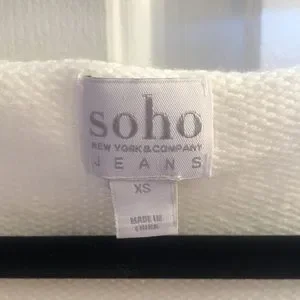 soho
NEW YORK & COMPANY
JEANS
XS
MADE IN
CHINA